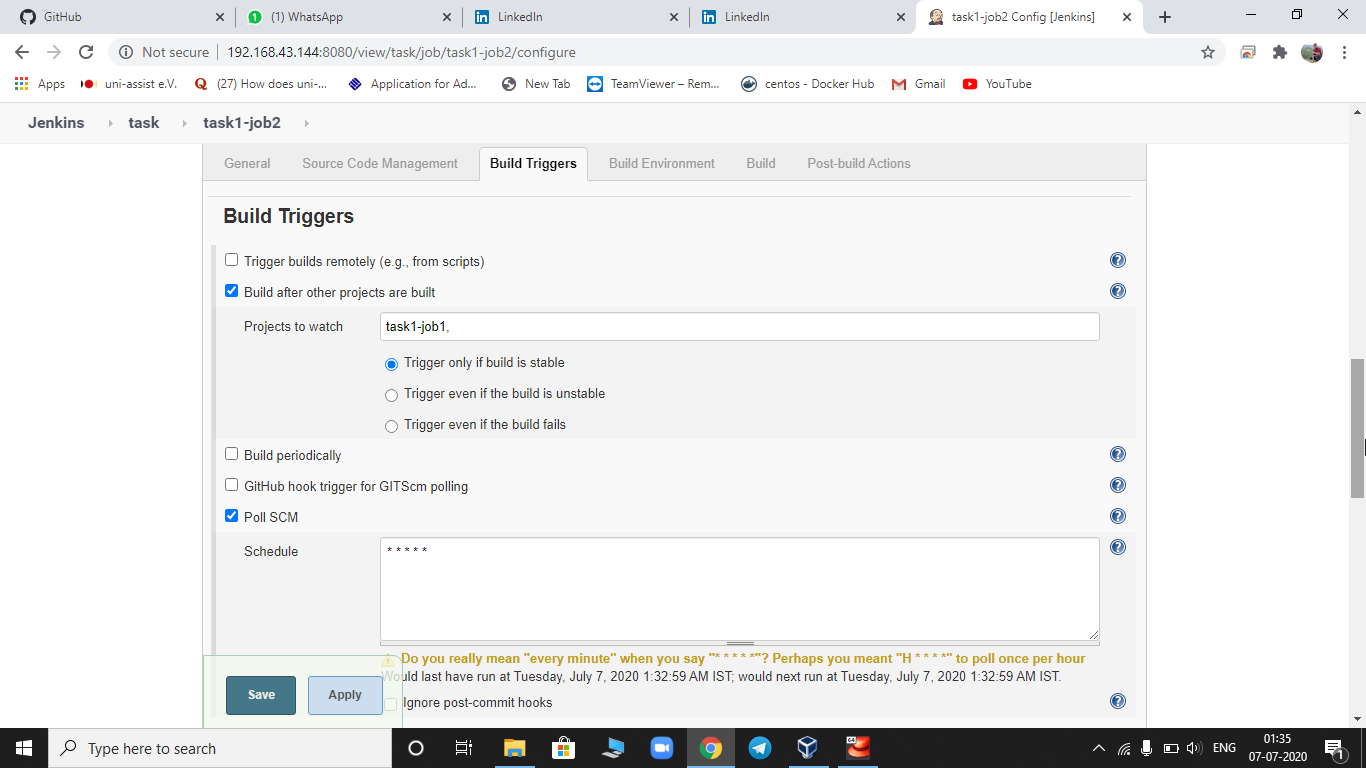 GitHub
(1) WhatsApp
LinkedIn
LinkedIn
task1-job2 Config [Jenkins]
Not secure
192.168.43.144:8080/view/task/job/task1-job2/configure
Apps
uni-assist e.V.
(27) How does uni-...
Application for Ad...
New Tab
TeamViewer – Rem...
centos - Docker Hub
Gmail
YouTube
Jenkins
task
task1-job2
General
Source Code Management
Build Triggers
Build Environment
Build
Post-build Actions
Build Triggers
Trigger builds remotely (e.g., from scripts)
Build after other projects are built
Projects to watch
task1-job1,
Trigger only if build is stable
Trigger even if the build is unstable
Trigger even if the build fails
Build periodically
GitHub hook trigger for GITScm polling
Poll SCM
Schedule
* * * * *
Do you really mean "every minute" when you say "* * * * *"? Perhaps you meant "H * * * *" to poll once per hour
Would last have run at Tuesday, July 7, 2020 1:32:59 AM IST; would next run at Tuesday, July 7, 2020 1:32:59 AM IST.
Save
Apply
Ignore post-commit hooks
Type here to search
64
ENG
01:35
07-07-2020
1